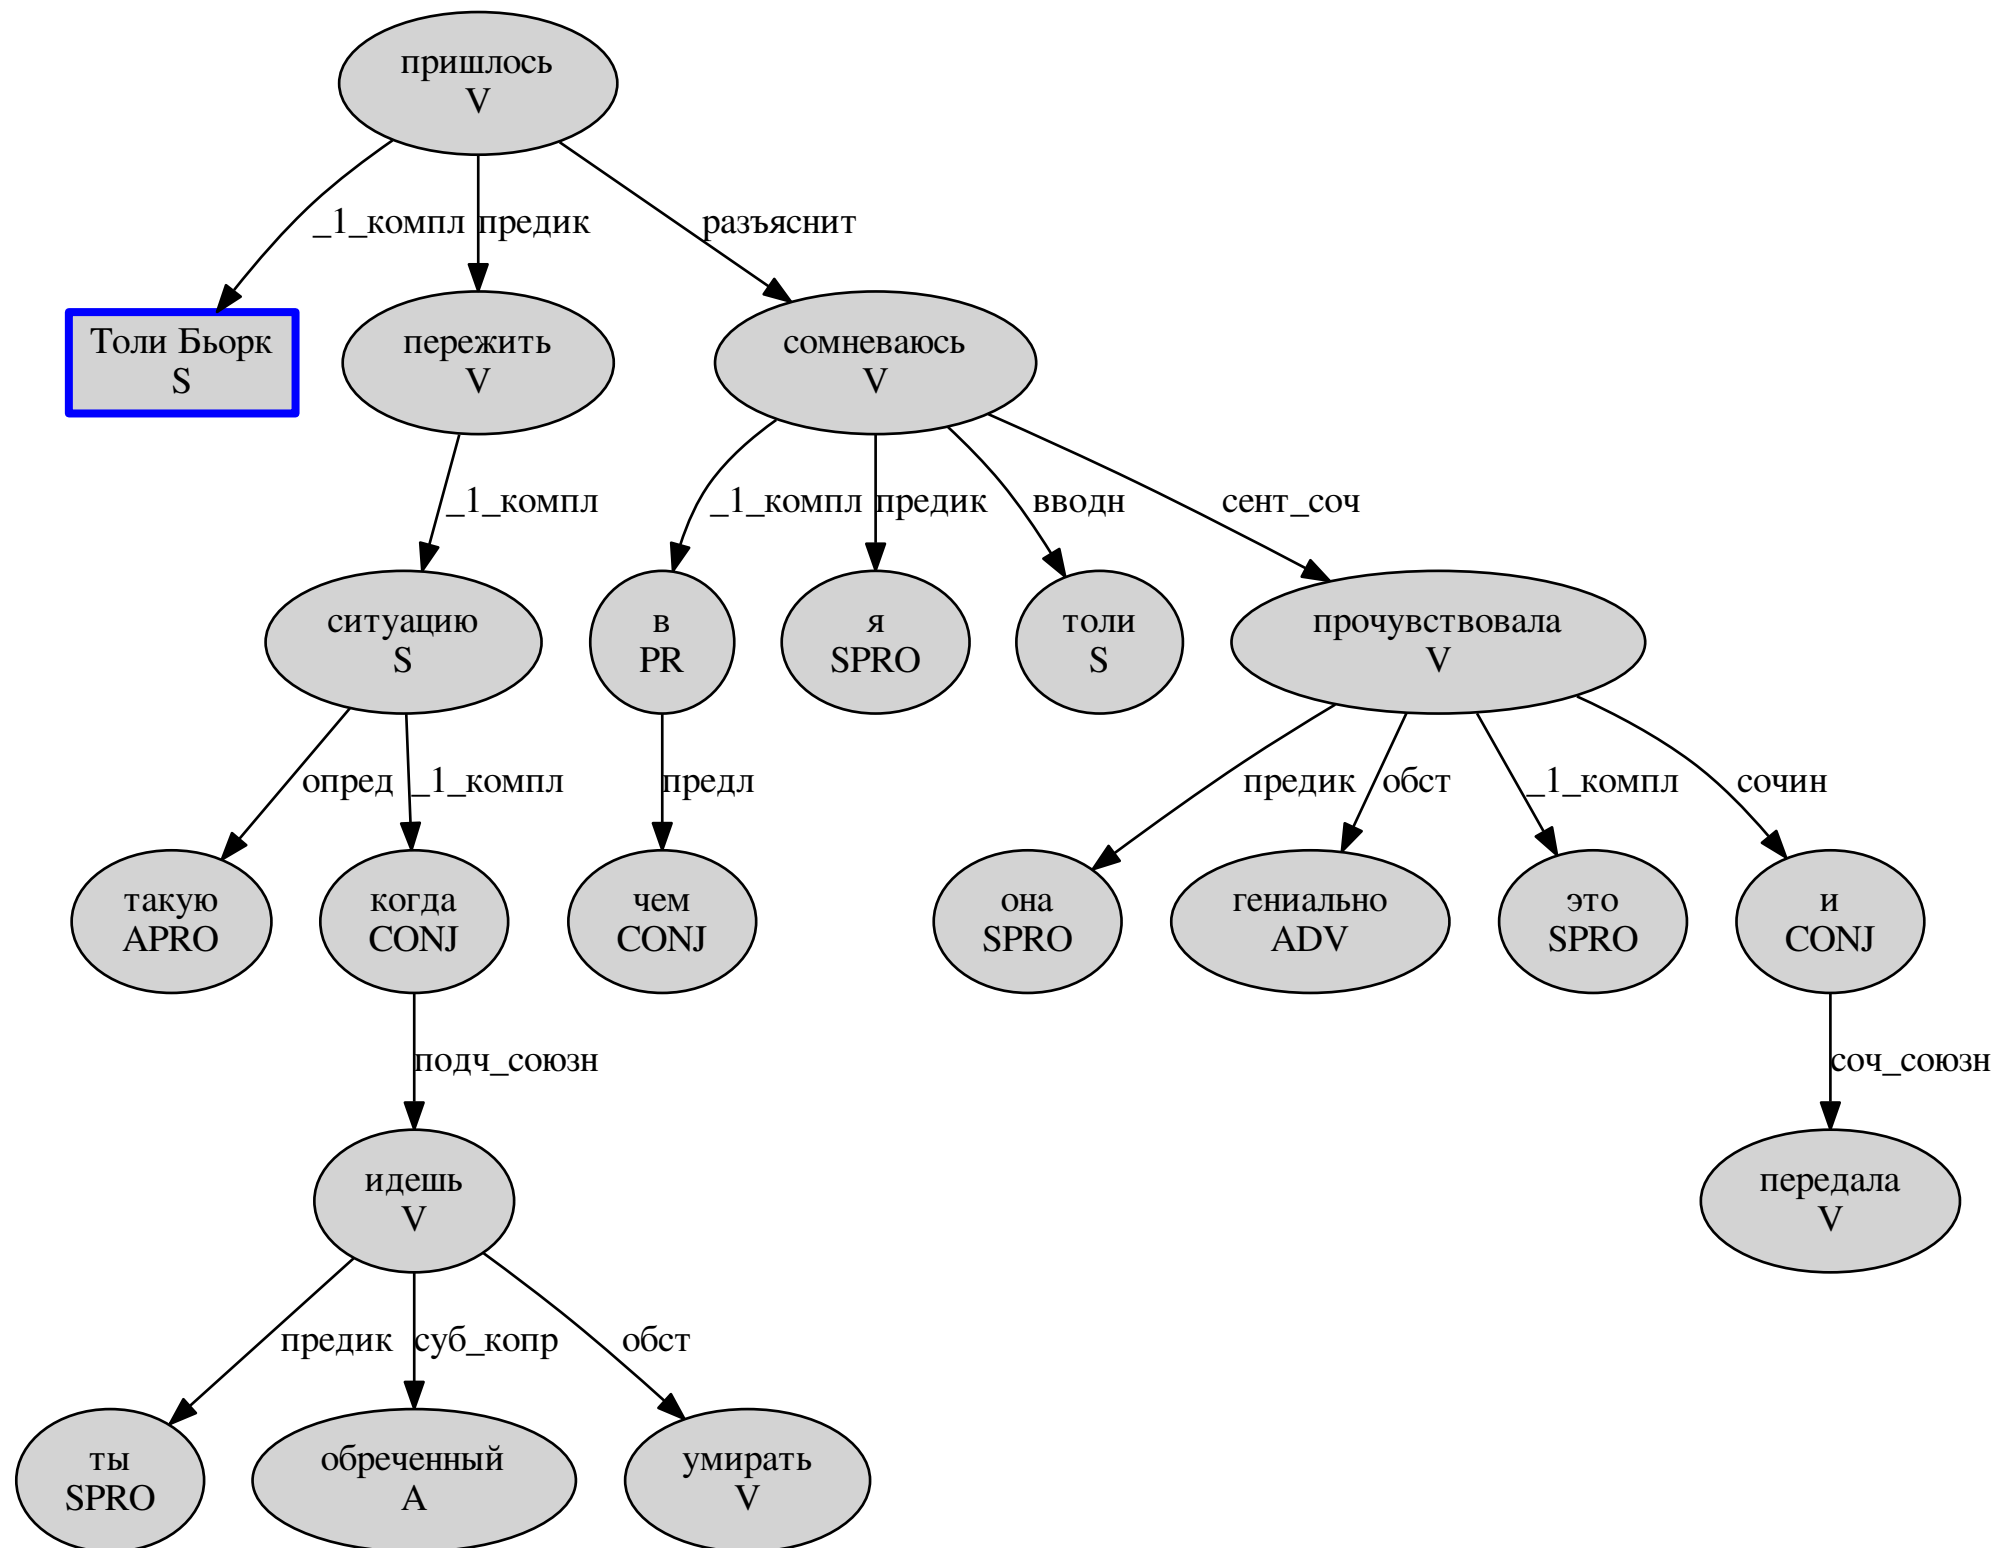 пришлось
V
_1_компл
предик
разъяснит
Толи Бьорк
S
пережить
V
сомневаюсь
V
_1_компл
_1_компл
предик
вводн
сент_соч
ситуацию
S
в
PR
я
SPRO
толи
S
прочувствовала
V
опред
_1_компл
предл
предик
обст
_1_компл
сочин
такую
APRO
когда
CONJ
чем
CONJ
она
SPRO
гениально
ADV
это
SPRO
и
CONJ
подч_союзн
соч_союзн
идешь
V
передала
V
предик
суб_копр
обст
ты
SPRO
обреченный
A
умирать
V